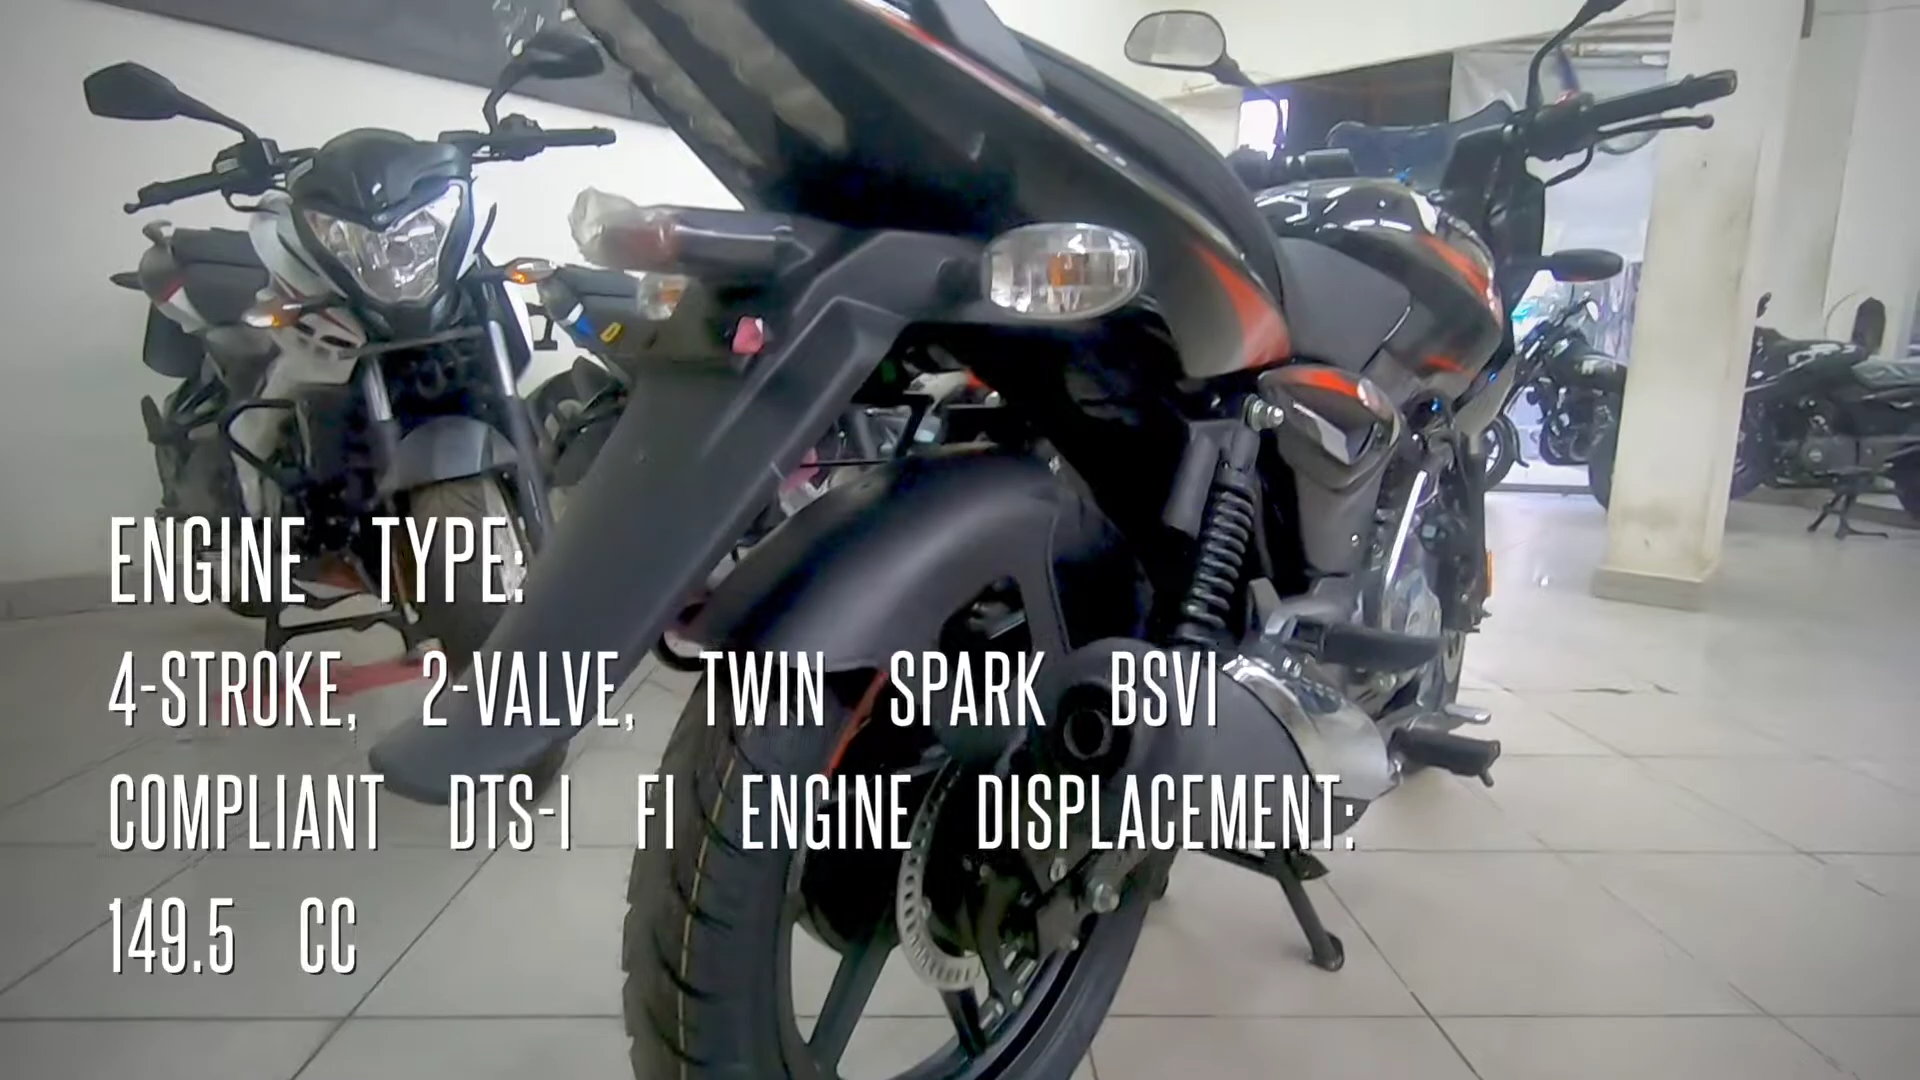 ENGINE TYPE:
4-STROKE, 2-VALVE, TWIN SPARK BSVI
COMPLIANT DTS-I FI ENGINE DISPLACEMENT:
149.5 CC